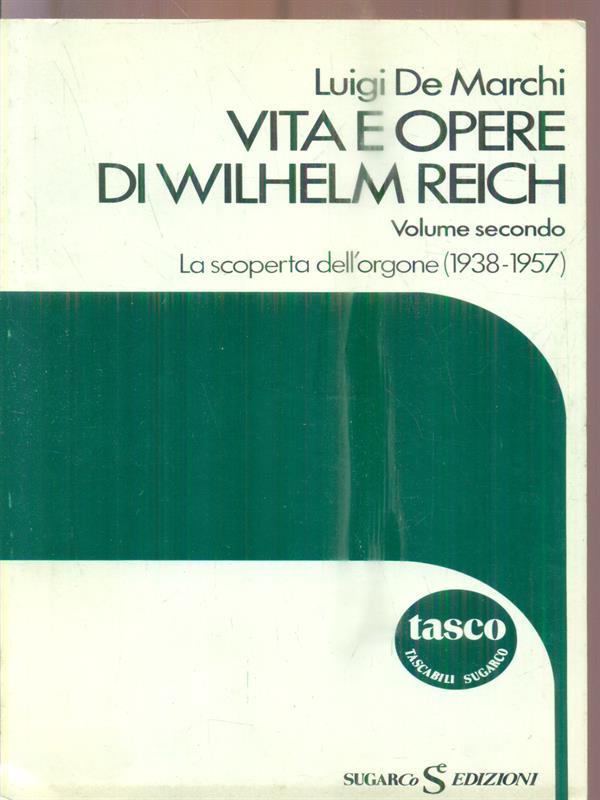 Luigi De Marchi
VITA E OPERE
DI WILHELM REICH
Volume secondo
La scoperta dell'orgone (1938-1957)
tasco
TASCABILI SUGARCO
SUGARCo Se EDIZIONI